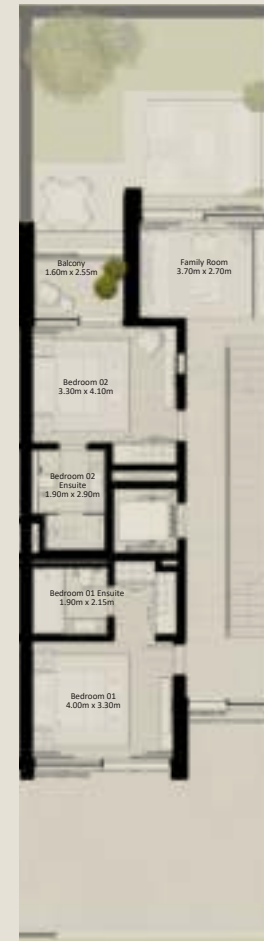 Balcony
1.60m x 2.55m
Family Room
3.70m x 2.70m
Bedroom 02
3.30m x 4.10m
Bedroom 02
Ensuite
1.90m x 2.90m
Bedroom 01 Ensuite
1.90m x 2.15m
Bedroom 01
4.00m x 3.30m